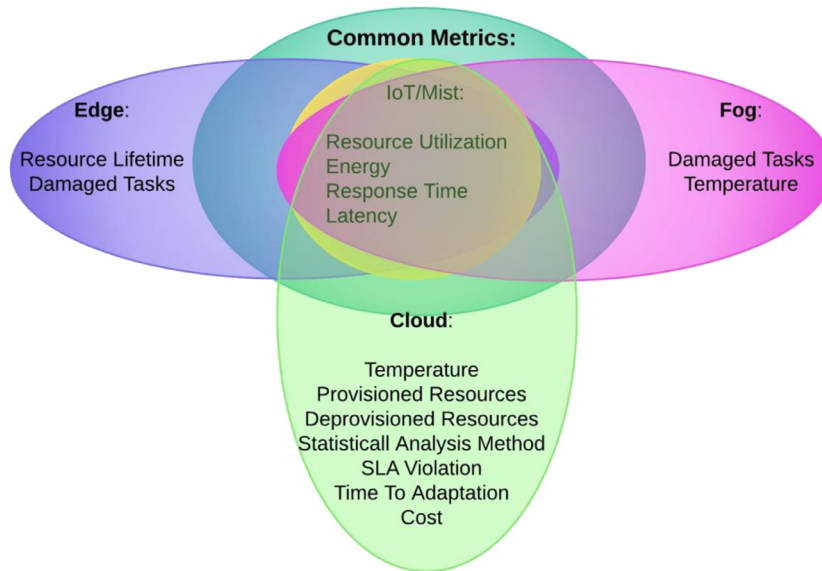 Common Metrics:
IoT/Mist:
Resource Utilization
Energy
Response Time
Latency
Edge:
Resource Lifetime
Damaged Tasks
Fog:
Damaged Tasks
Temperature
Cloud:
Temperature
Provisioned Resources
Deprovisioned Resources
Statisticall Analysis Method
SLA Violation
Time To Adaptation
Cost